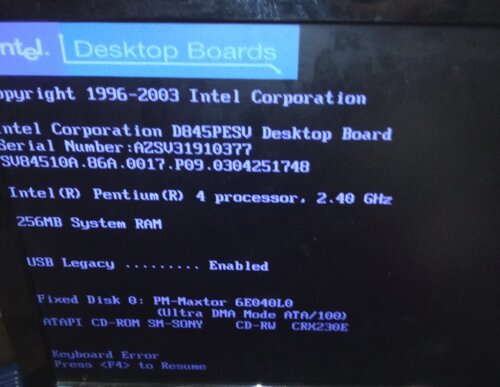 ntel. Desktop Boards
opyright 1996-2003 Intel Corporation
ntel Corporation D845PESV Desktop Board
Serial Number:AZSV31910377
SV84510A.86A.0017.P09.0304251748
Intel(R) Pentium(R) 4 processor, 2.40 GHz
256MB System RAM
USB Legacy ......... Enabled
Fixed Disk 0: PM-Maxtor 6E040L0
(Ultra DMA Mode ATA/100)
ATAPI CD-ROM SM-SONY CD-RW CRX230E
Keyboard Error
Press <F4> to Resume